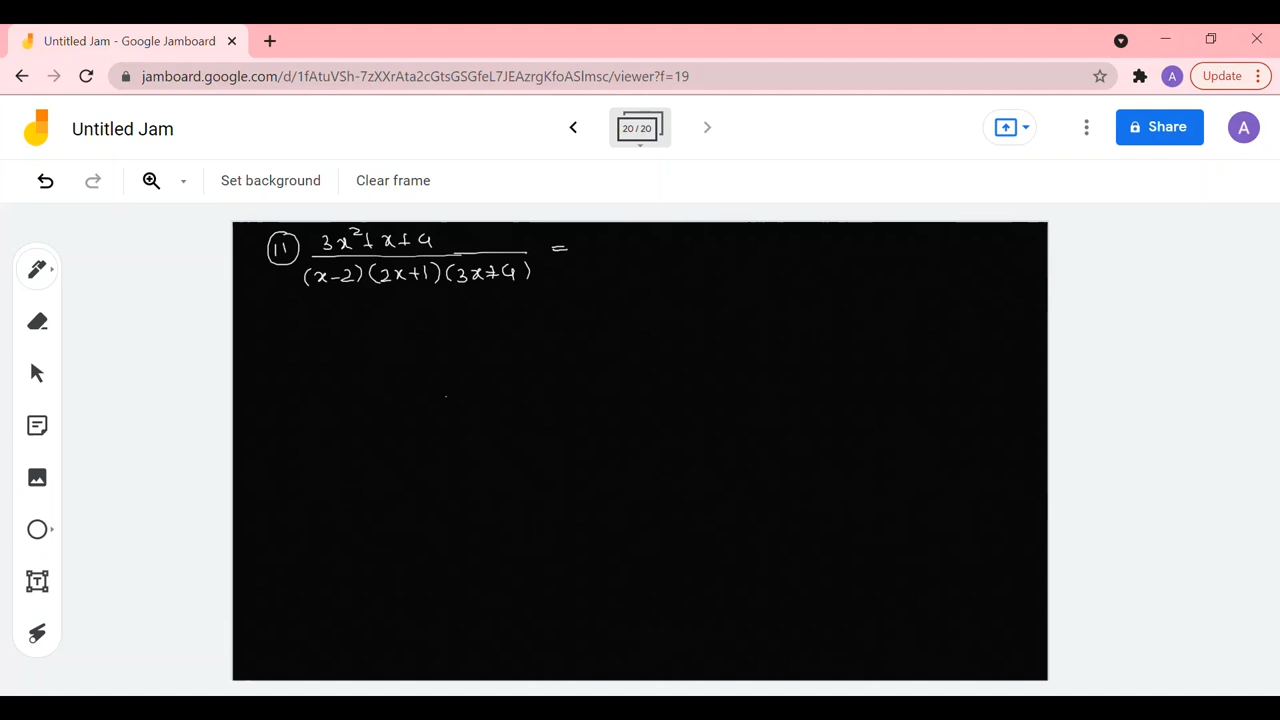 Untitled Jam - Google Jamboard
jamboard.google.com/d/1fAtuVSh-7zXXrAta2cGtsGSGfeL7JEAzrgKfoASlmsc/viewer?f=19
A
Update
Untitled Jam
20 / 20
Share
A
Set background
Clear frame
11 3x²+x+4
(x-2)(2x+1)(3x+4) =
T